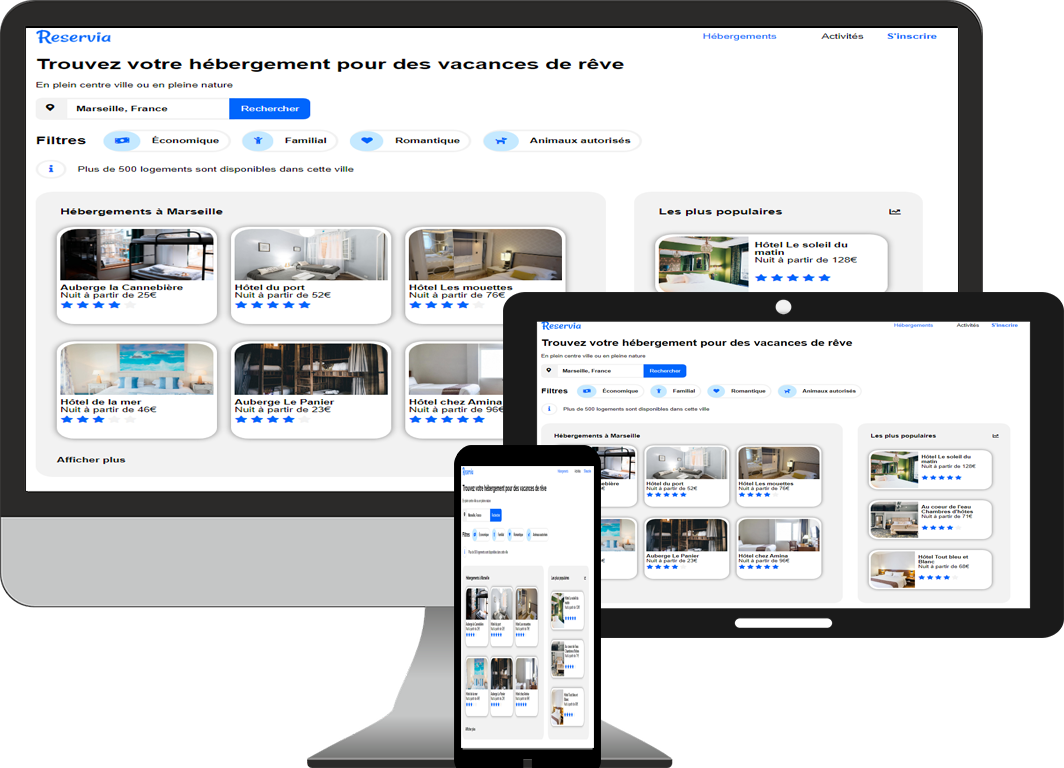 Reservia
Hébergements
Activités
S'inscrire
Trouvez votre hébergement pour des vacances de rêve
En plein centre ville ou en pleine nature
Marseille, France
Rechercher
Filtres
Économique
Familial
Romantique
Animaux autorisés
i
Plus de 500 logements sont disponibles dans cette ville
Hébergements à Marseille
Auberge la Cannebière
Nuit à partir de 25€
Hôtel du port
Nuit à partir de 52€
Hôtel Les mouettes
Nuit à partir de 76€
Hôtel de la mer
Nuit à partir de 46€
Auberge Le Panier
Nuit à partir de 23€
Hôtel chez Amina
Nuit à partir de 96€
Afficher plus
Les plus populaires
Hôtel Le soleil du
matin
Nuit à partir de 128€
Reservia
Hébergements
Activités
S'inscrire
Trouvez votre hébergement pour des vacances de rêve
En plein centre ville ou en pleine nature
Marseille, France
Rechercher
Filtres
Économique
Familial
Romantique
Animaux autorisés
i
Plus de 500 logements sont disponibles dans cette ville
Hébergements à Marseille
Hôtel du port
Nuit à partir de 52€
Hôtel Les mouettes
Nuit à partir de 76€
Auberge Le Panier
Nuit à partir de 23€
Hôtel chez Amina
Nuit à partir de 96€
Les plus populaires
Hôtel Le soleil du
matin
Nuit à partir de 128€
Au coeur de l'eau
Chambres d'hôtes
Nuit à partir de 71€
Hôtel Tout bleu et
Blanc
Nuit à partir de 68€
Reservia
Trouvez votre hébergement pour des vacances de rêve
Marseille, France
Filtres
Hébergements à Marseille
Les plus populaires
Afficher plus